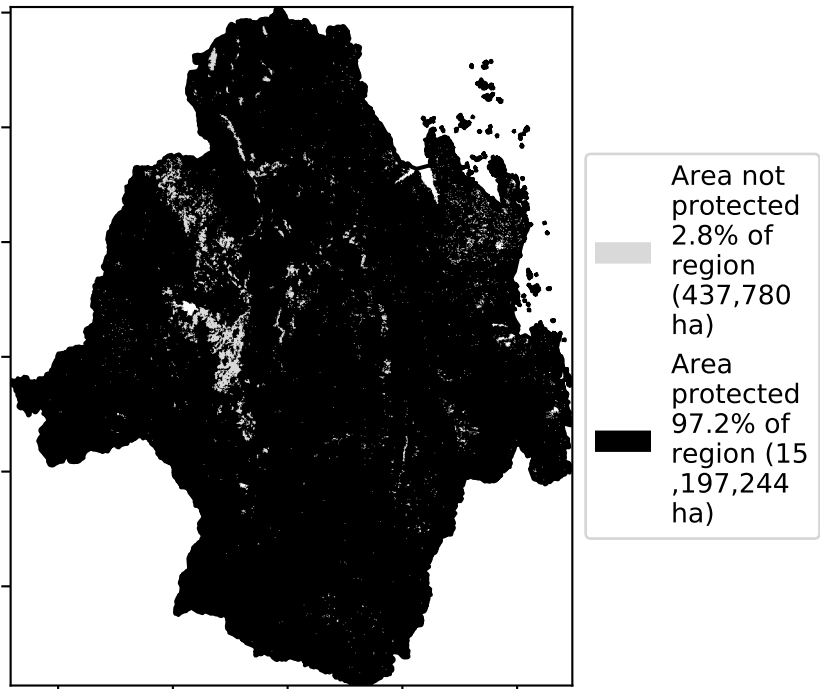 Area not
protected
2.8% of
region
(437,780
ha)
Area
protected
97.2% of
region (15
,197,244
ha)